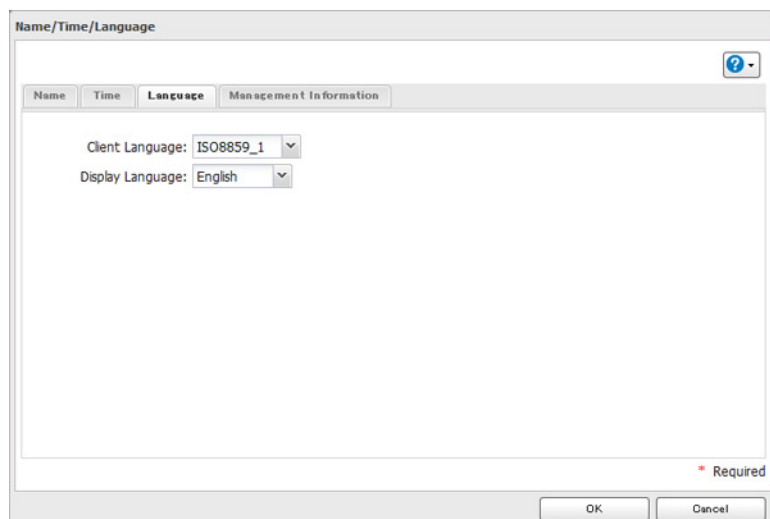 Name/Time/Language
?
Name Time Language Management Information
Client Language: ISO8859_1
Display Language: English
* Required
OK Cancel